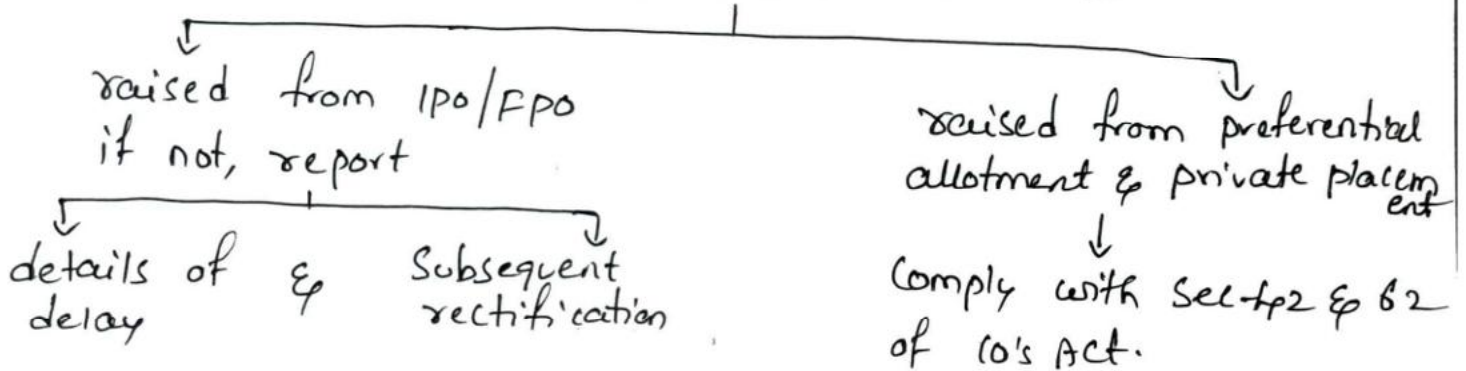 raised from IPO/FPO
if not, report
details of & Subsequent
delay rectification
raised from preferential
allotment & private placem
ent
Comply with Sec 42 & 62
of CO's Act.